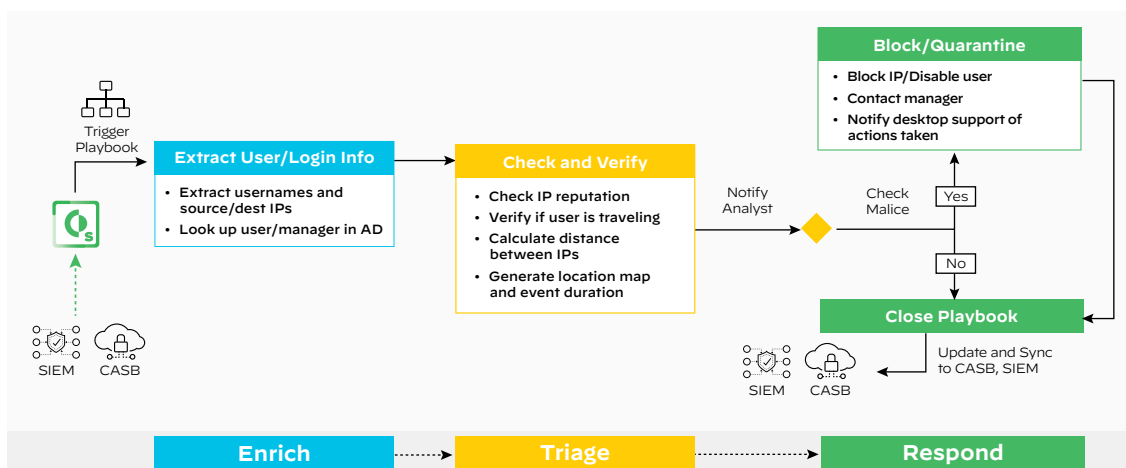 Trigger
Playbook
S
SIEM
CASB
Extract User/Login Info
• Extract usernames and
source/dest IPs
• Look up user/manager in AD
Check and Verify
• Check IP reputation
• Verify if user is traveling
• Calculate distance
between IPs
• Generate location map
and event duration
Notify
Analyst
Check
Malice
Yes
No
Block/Quarantine
• Block IP/Disable user
• Contact manager
• Notify desktop support of
actions taken
Close Playbook
Update and Sync
to CASB, SIEM
SIEM
CASB
Enrich
Triage
Respond